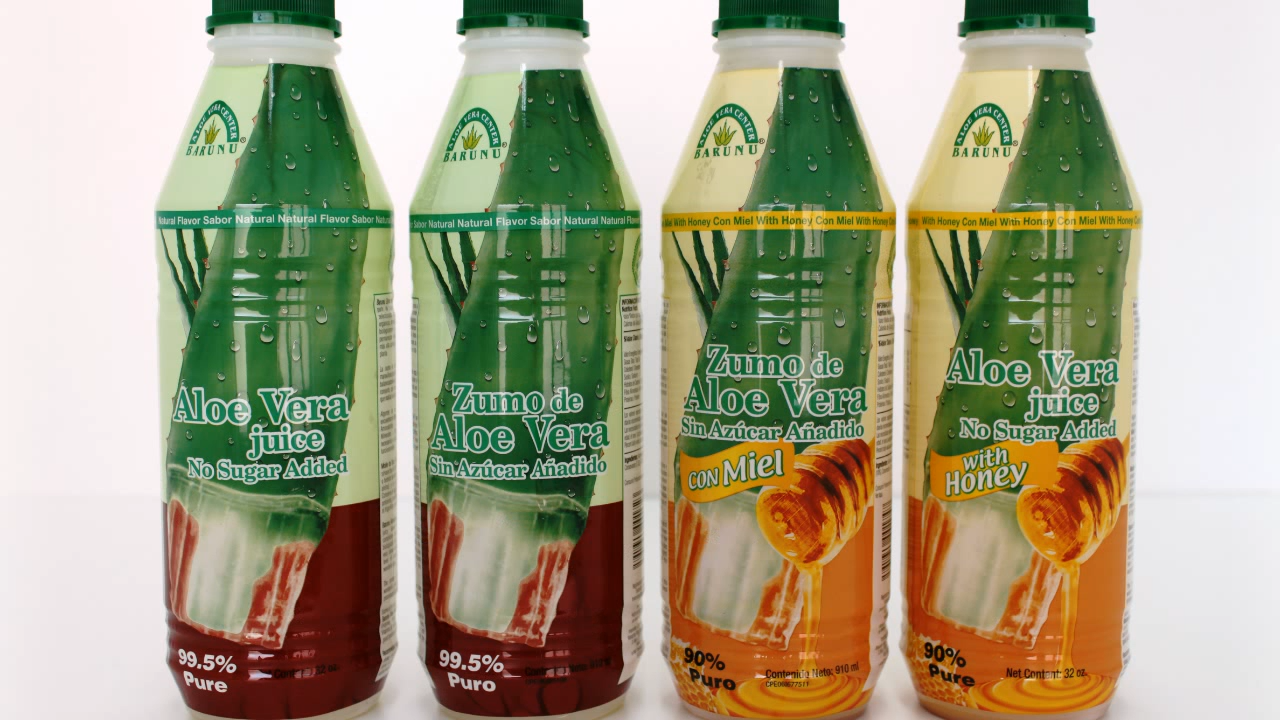 ALOE VERA CENTER
BARUNU®
Natural Flavor Sabor Natural Natural Flavor Sabor Natural
Aloe Vera
juice
No Sugar Added
99.5%
Pure
32 oz.
ALOE VERA CENTER
BARUNU®
Sabor Natural Natural Flavor Sabor Natural Natural Flavor
Zumo de
Aloe Vera
Sin Azúcar Añadido
99.5%
Puro
ALOE VERA CENTER
BARUNU®
Miel With Honey Con Miel With Honey Con Miel With Honey
Zumo de
Aloe Vera
Sin Azúcar Añadido
CON Miel
90%
Puro
Contenido Neto: 910 ml
ALOE VERA CENTER
BARUNU®
With Honey Con Miel With Honey Con Miel With Honey
Aloe Vera
juice
No Sugar Added
with
Honey
90%
Pure
Net Content: 32 oz.